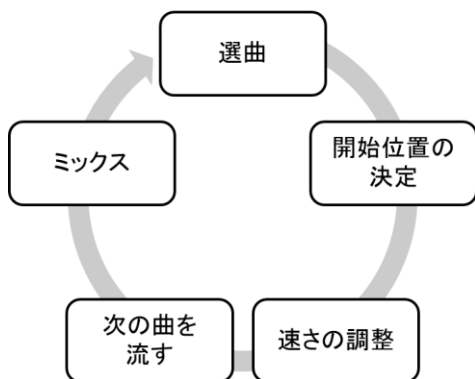 選曲
開始位置の
決定
速さの調整
次の曲を
流す
ミックス